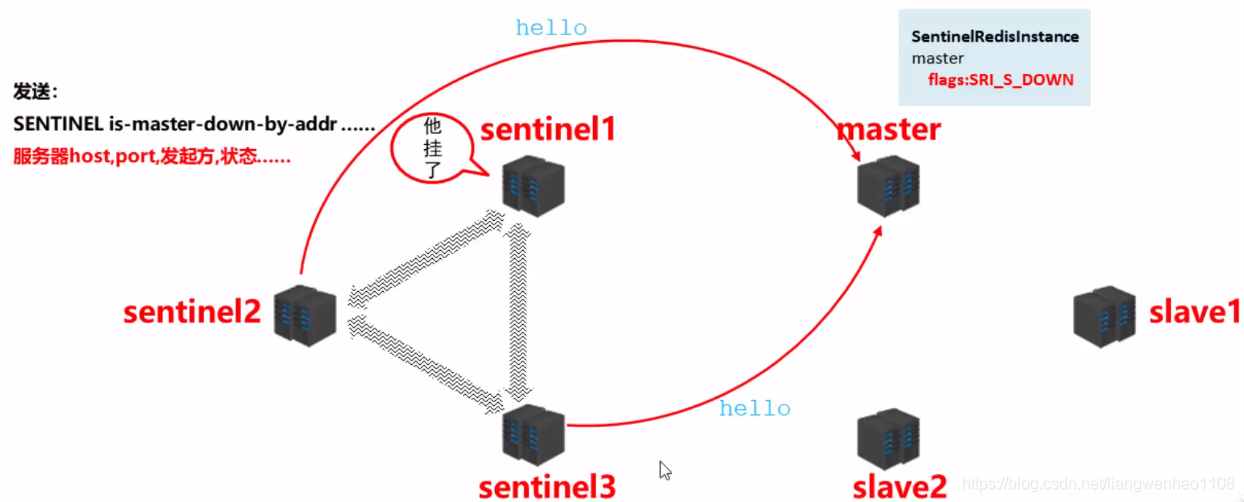 hello
SentinelRedisInstance
master
flags:SRI_S_DOWN
发送：
SENTINEL is-master-down-by-addr ……
服务器host,port,发起方,状态……
他
挂
了
sentinel1
master
sentinel2
slave1
hello
sentinel3
slave2
https://blog.csdn.net/liangwenhao1108